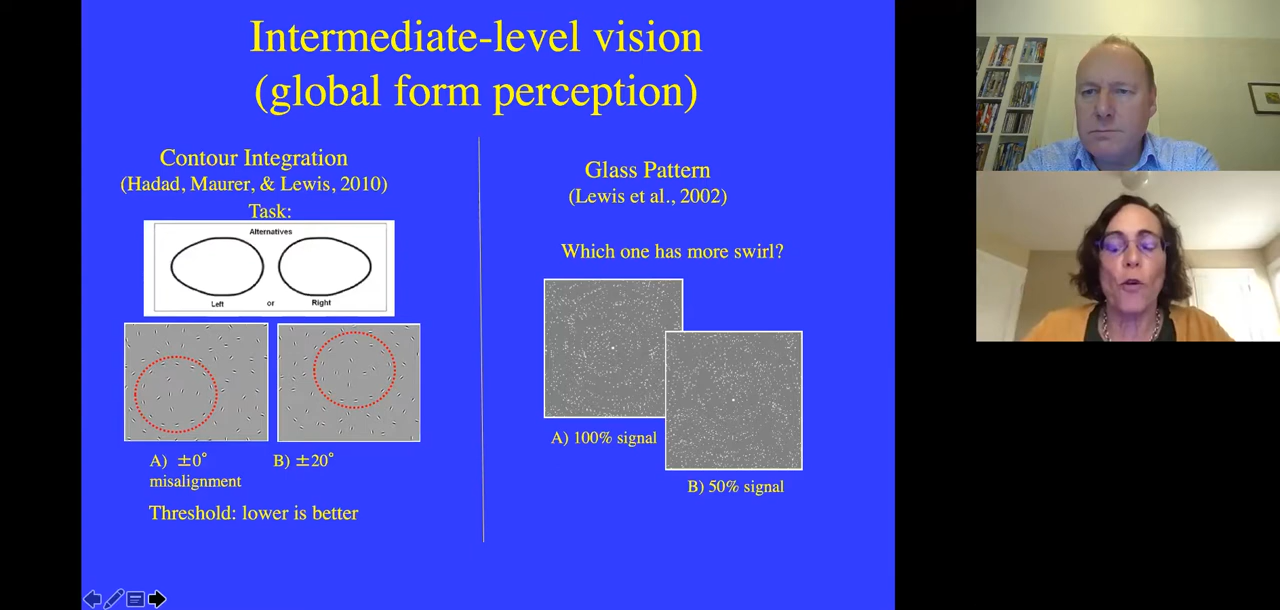 Intermediate-level vision
(global form perception)
Contour Integration
(Hadad, Maurer, & Lewis, 2010)
Task:
Alternatives
Left or Right
A) ±0° misalignment
B) ±20°
Threshold: lower is better
Glass Pattern
(Lewis et al., 2002)
Which one has more swirl?
A) 100% signal
B) 50% signal